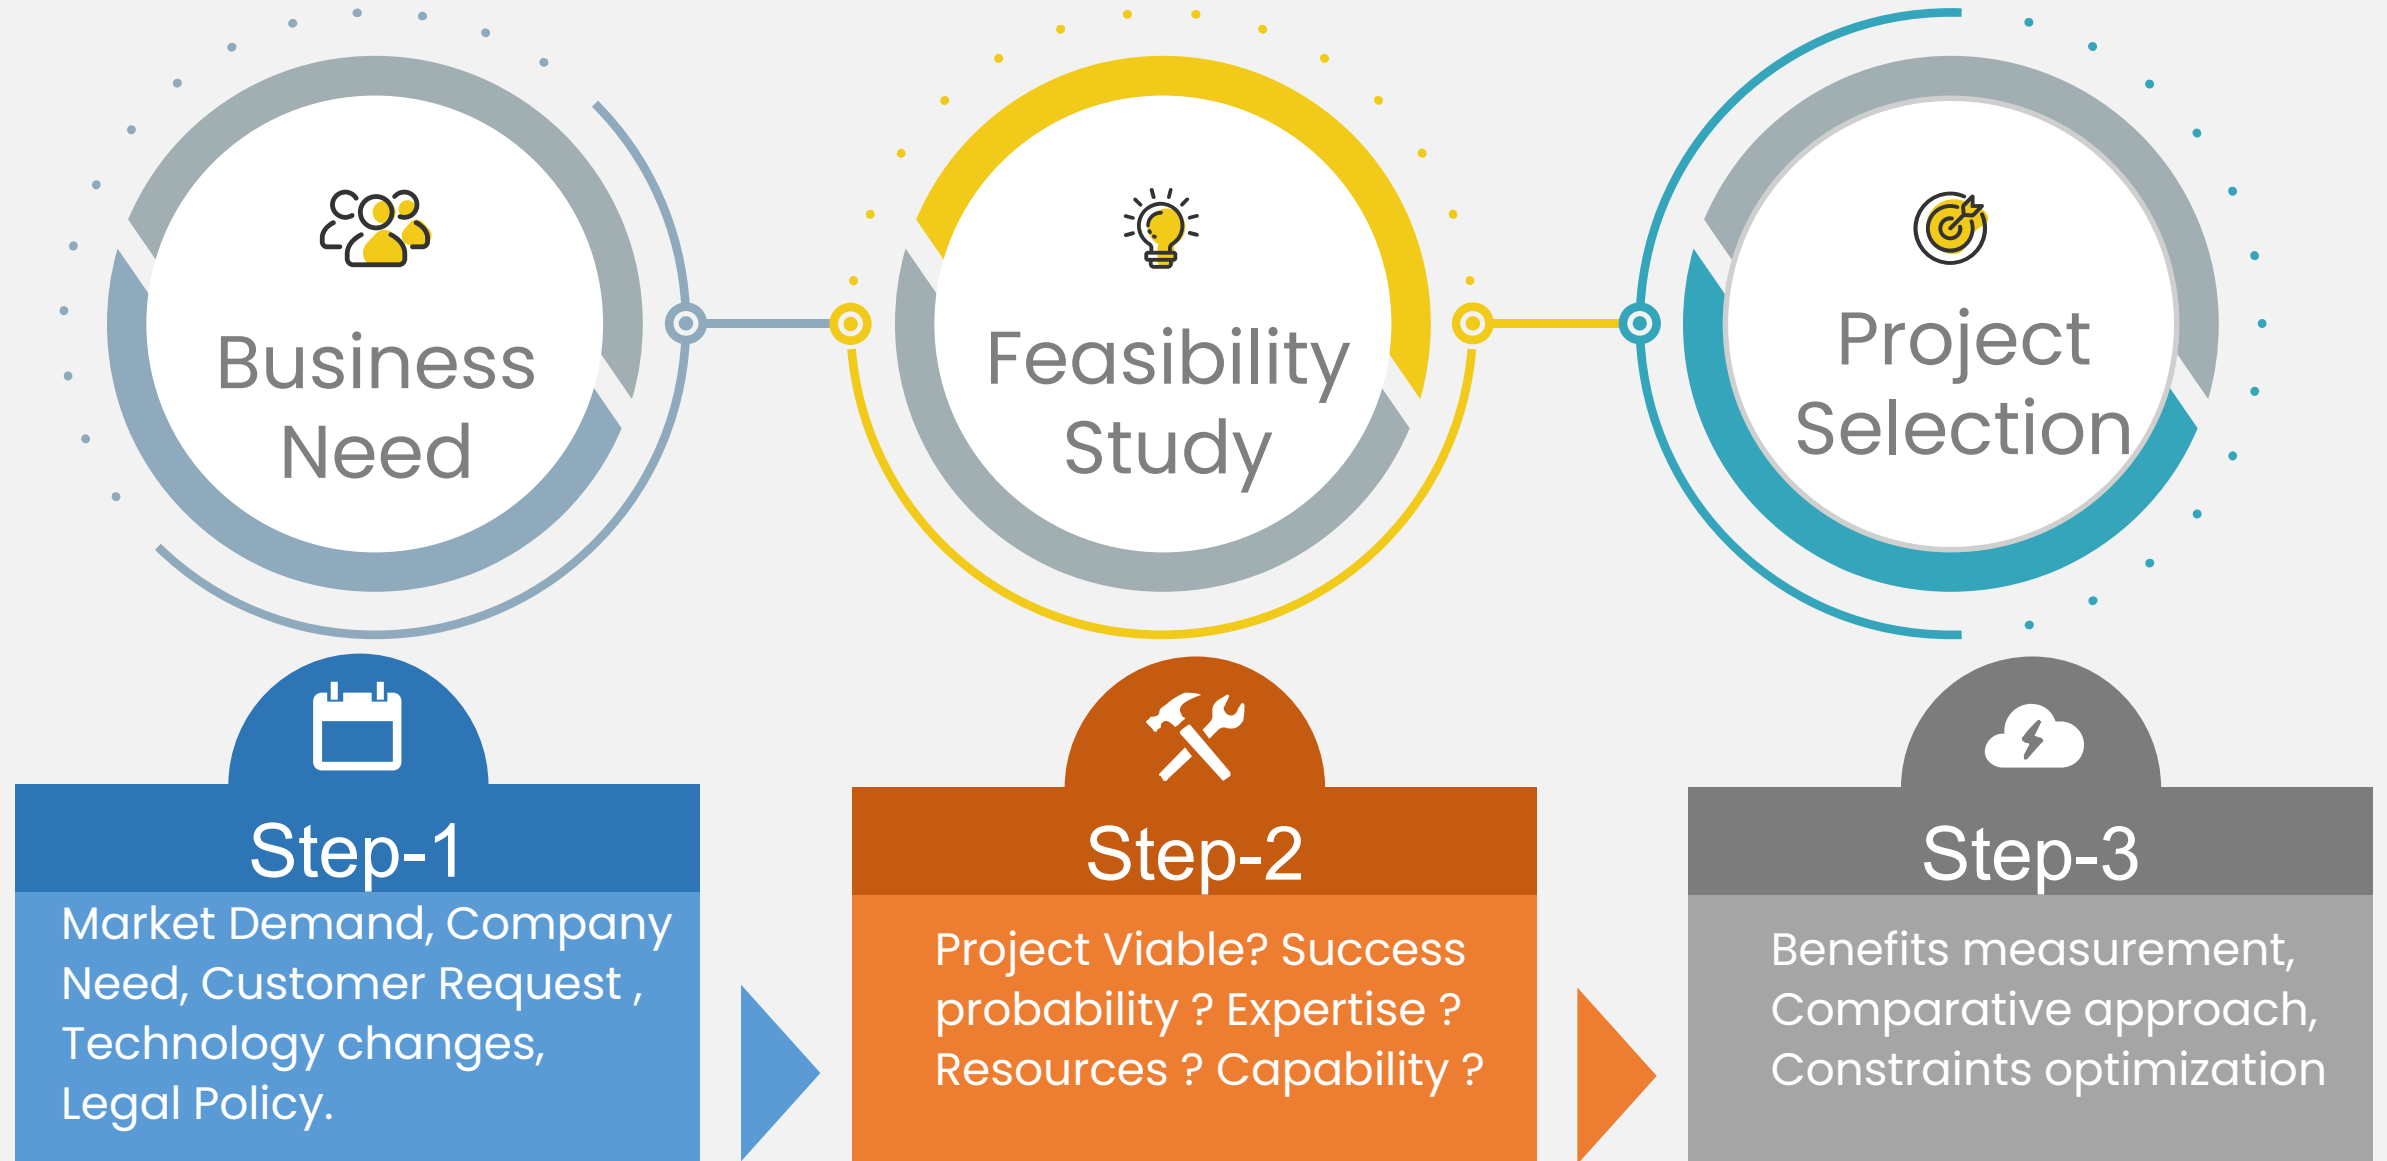 Business
Need
Feasibility
Study
Project
Selection
Step-1
Market Demand, Company
Need, Customer Request ,
Technology changes,
Legal Policy.
Step-2
Project Viable? Success
probability ? Expertise ?
Resources ? Capability ?
Step-3
Benefits measurement,
Comparative approach,
Constraints optimization